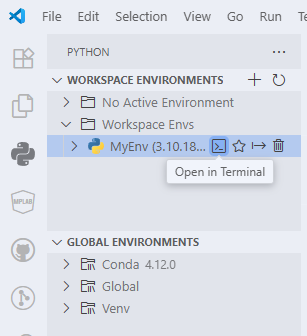 File Edit Selection View Go Run T
PYTHON
WORKSPACE ENVIRONMENTS
No Active Environment
Workspace Envs
MyEnv (3.10.18...
Open in Terminal
MPLAB
GLOBAL ENVIRONMENTS
Conda 4.12.0
Global
Venv